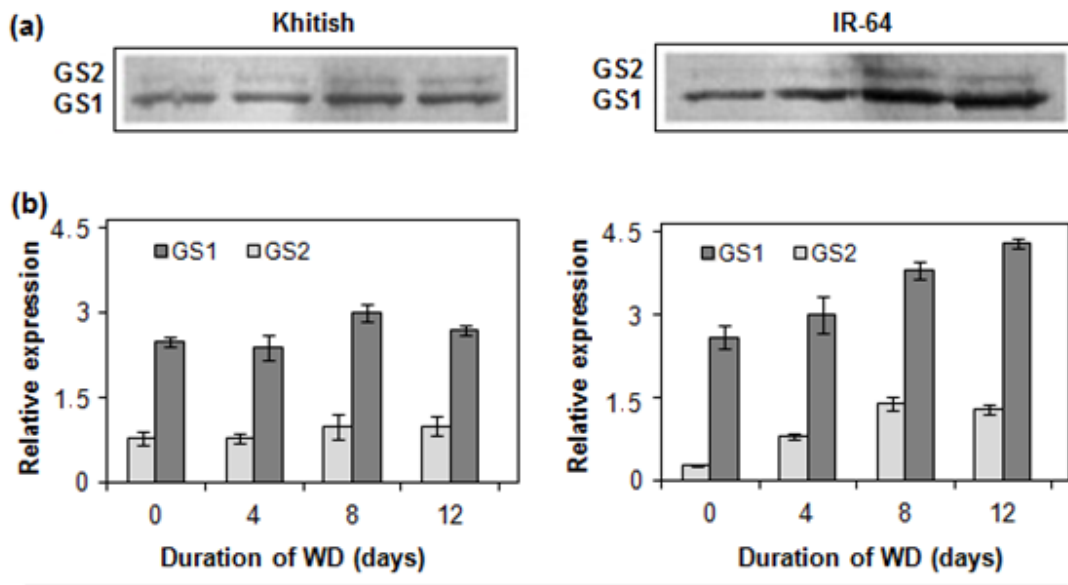 (a)
Khitish
IR-64
GS2
GS1
GS2
GS1
(b)
4.5
3
1.5
0
Relative expression
GS1 GS2
0 4 8 12
Duration of WD (days)
4.5
3
1.5
0
Relative expression
GS1 GS2
0 4 8 12
Duration of WD (days)